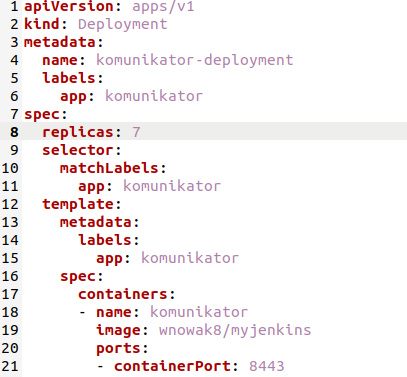 1 apiVersion: apps/v1
2 kind: Deployment
3 metadata:
4   name: komunikator-deployment
5   labels:
6     app: komunikator
7 spec:
8   replicas: 7
9   selector:
10     matchLabels:
11       app: komunikator
12   template:
13     metadata:
14       labels:
15         app: komunikator
16     spec:
17       containers:
18       - name: komunikator
19         image: wnowak8/myjenkins
20         ports:
21         - containerPort: 8443